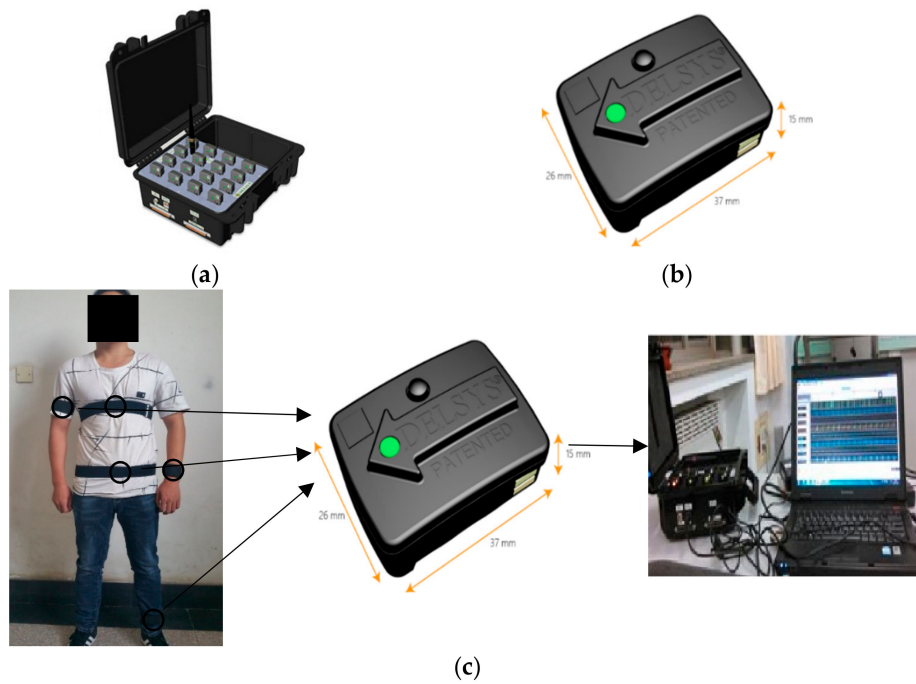 DELSYS®
PATENTED
15 mm
26 mm
37 mm
(a)
(b)
DELSYS®
PATENTED
15 mm
26 mm
37 mm
(c)